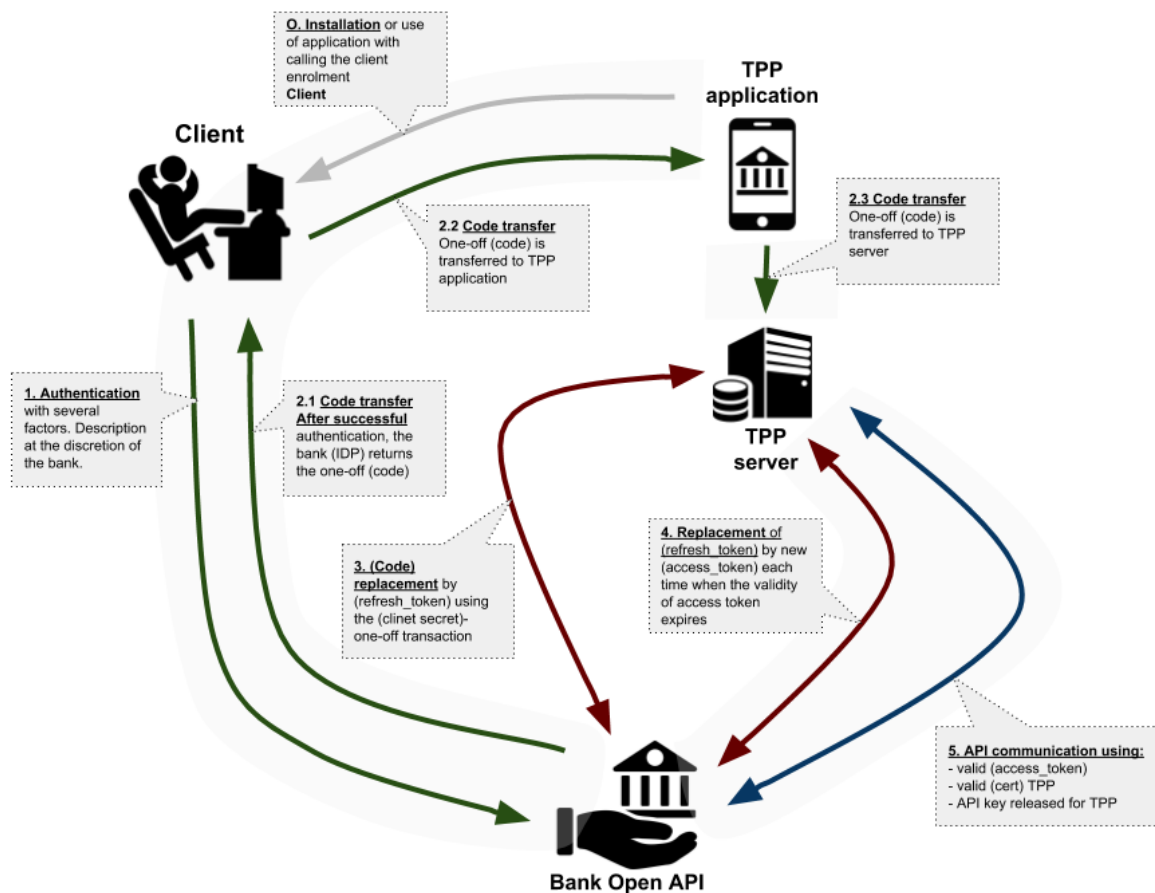 O. Installation or use
of application with
calling the client
enrolment
Client
TPP
application
Client
2.2 Code transfer
One-off (code) is
transferred to TPP
application
2.3 Code transfer
One-off (code) is
transferred to TPP
server
1. Authentication
with several
factors. Description
at the discretion of
the bank.
2.1 Code transfer
After successful
authentication, the
bank (IDP) returns
the one-off (code)
TPP
server
3. (Code)
replacement by
(refresh_token) using
the (clinet secret)-
one-off transaction
4. Replacement of
(refresh_token) by new
(access_token) each
time when the validity
of access token
expires
5. API communication using:
- valid (access_token)
- valid (cert) TPP
- API key released for TPP
Bank Open API